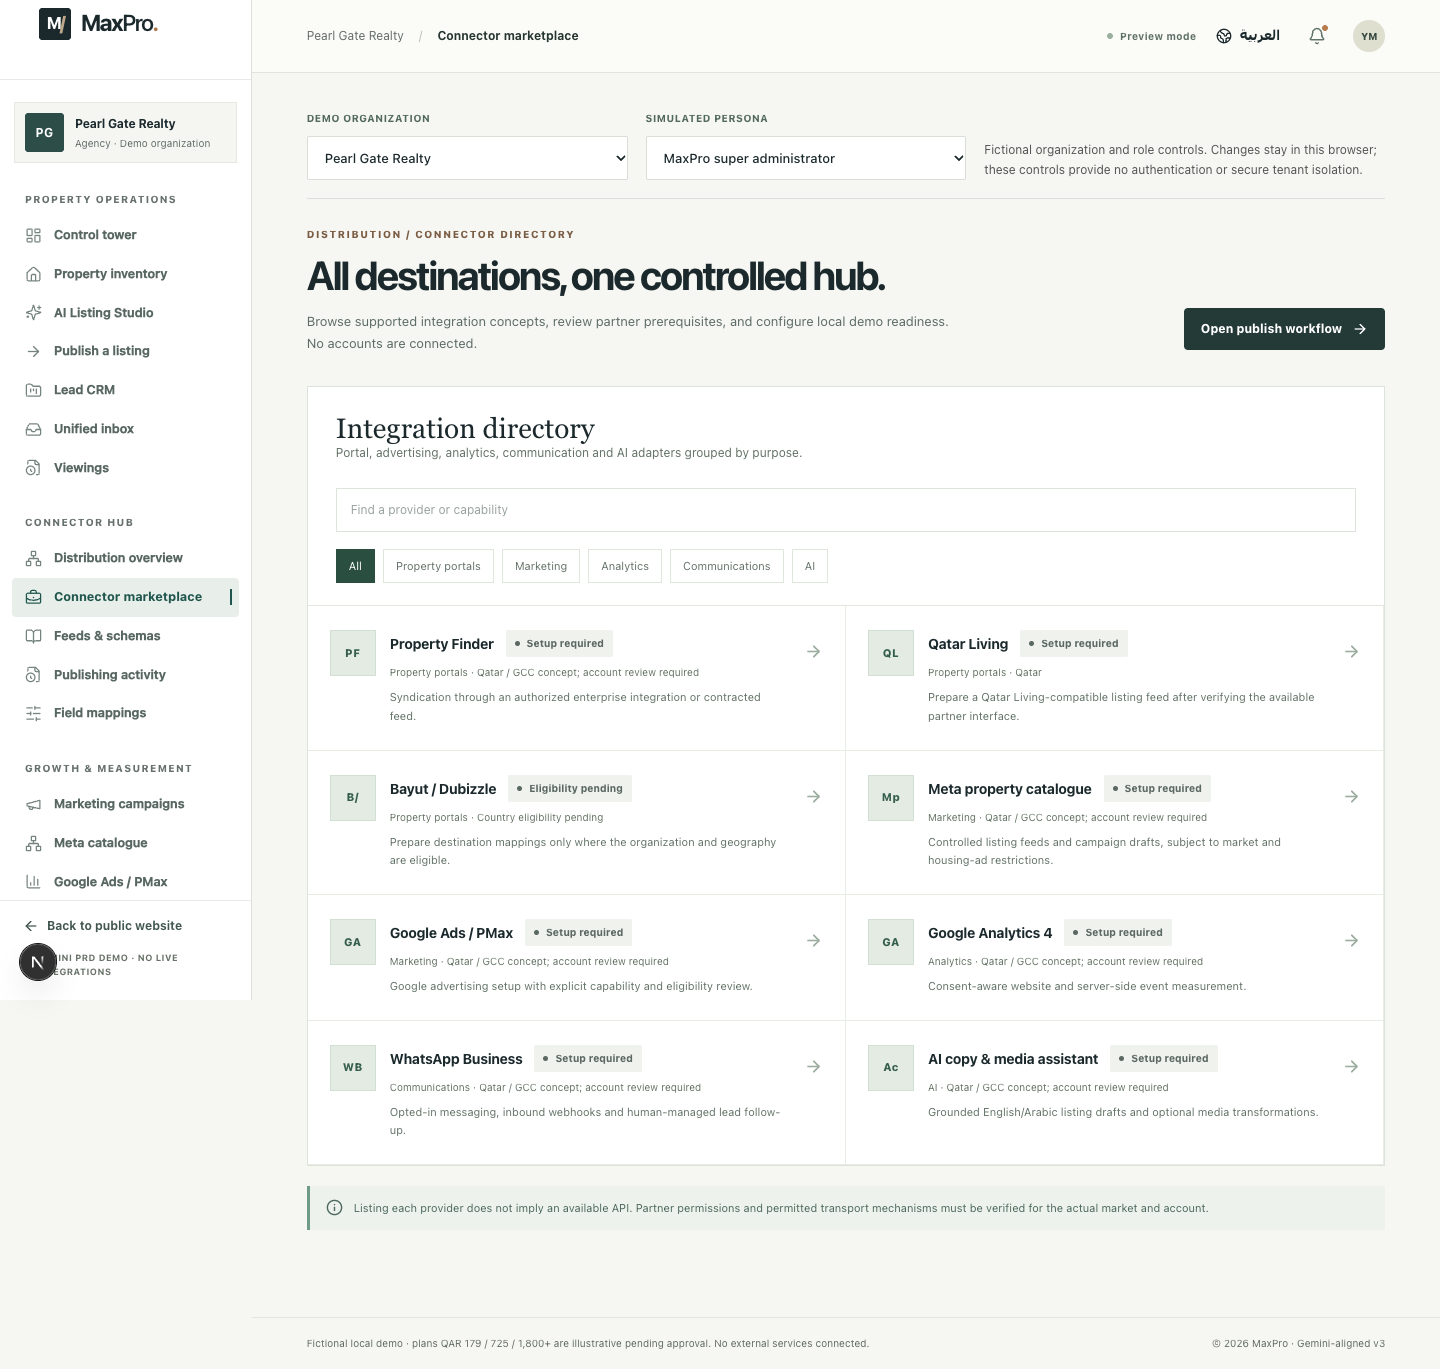 M/ MaxPro.
Pearl Gate Realty / Connector marketplace
Preview mode
العربية
YM
PG
Pearl Gate Realty
Agency · Demo organization
PROPERTY OPERATIONS
Control tower
Property inventory
AI Listing Studio
Publish a listing
Lead CRM
Unified inbox
Viewings
CONNECTOR HUB
Distribution overview
Connector marketplace
Feeds & schemas
Publishing activity
Field mappings
GROWTH & MEASUREMENT
Marketing campaigns
Meta catalogue
Google Ads / PMax
Back to public website
N
INI PRD DEMO · NO LIVE
EGRATIONS
DEMO ORGANIZATION
Pearl Gate Realty
SIMULATED PERSONA
MaxPro super administrator
Fictional organization and role controls. Changes stay in this browser;
these controls provide no authentication or secure tenant isolation.
DISTRIBUTION / CONNECTOR DIRECTORY
All destinations, one controlled hub.
Browse supported integration concepts, review partner prerequisites, and configure local demo readiness.
No accounts are connected.
Open publish workflow
Integration directory
Portal, advertising, analytics, communication and AI adapters grouped by purpose.
Find a provider or capability
All
Property portals
Marketing
Analytics
Communications
AI
PF
Property Finder
Setup required
Property portals · Qatar / GCC concept; account review required
Syndication through an authorized enterprise integration or contracted
feed.
QL
Qatar Living
Setup required
Property portals · Qatar
Prepare a Qatar Living-compatible listing feed after verifying the available
partner interface.
B/
Bayut / Dubizzle
Eligibility pending
Property portals · Country eligibility pending
Prepare destination mappings only where the organization and geography
are eligible.
Mp
Meta property catalogue
Setup required
Marketing · Qatar / GCC concept; account review required
Controlled listing feeds and campaign drafts, subject to market and
housing-ad restrictions.
GA
Google Ads / PMax
Setup required
Marketing · Qatar / GCC concept; account review required
Google advertising setup with explicit capability and eligibility review.
GA
Google Analytics 4
Setup required
Analytics · Qatar / GCC concept; account review required
Consent-aware website and server-side event measurement.
WB
WhatsApp Business
Setup required
Communications · Qatar / GCC concept; account review required
Opted-in messaging, inbound webhooks and human-managed lead follow-
up.
Ac
AI copy & media assistant
Setup required
AI · Qatar / GCC concept; account review required
Grounded English/Arabic listing drafts and optional media transformations.
Listing each provider does not imply an available API. Partner permissions and permitted transport mechanisms must be verified for the actual market and account.
Fictional local demo · plans QAR 179 / 725 / 1,800+ are illustrative pending approval. No external services connected.
© 2026 MaxPro · Gemini-aligned v3